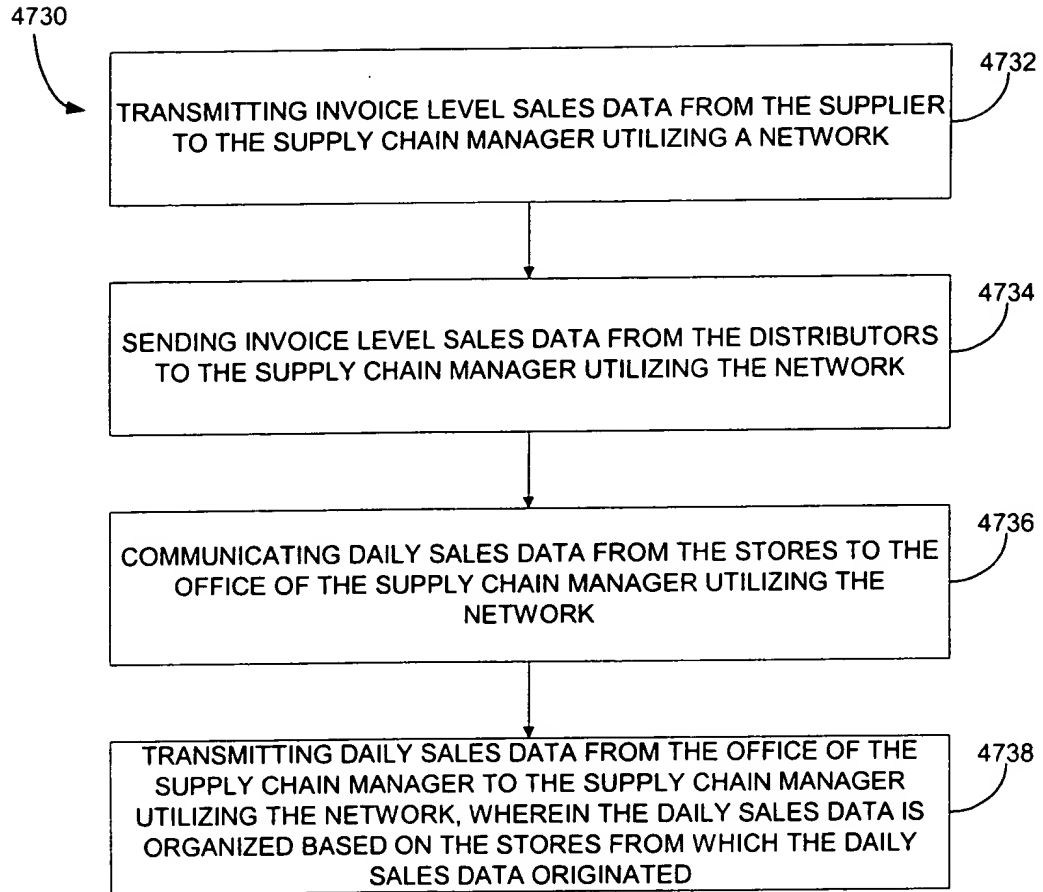 4730
4732
TRANSMITTING INVOICE LEVEL SALES DATA FROM THE SUPPLIER
TO THE SUPPLY CHAIN MANAGER UTILIZING A NETWORK
4734
SENDING INVOICE LEVEL SALES DATA FROM THE DISTRIBUTORS
TO THE SUPPLY CHAIN MANAGER UTILIZING THE NETWORK
4736
COMMUNICATING DAILY SALES DATA FROM THE STORES TO THE
OFFICE OF THE SUPPLY CHAIN MANAGER UTILIZING THE
NETWORK
4738
TRANSMITTING DAILY SALES DATA FROM THE OFFICE OF THE
SUPPLY CHAIN MANAGER TO THE SUPPLY CHAIN MANAGER
UTILIZING THE NETWORK, WHEREIN THE DAILY SALES DATA IS
ORGANIZED BASED ON THE STORES FROM WHICH THE DAILY
SALES DATA ORIGINATED